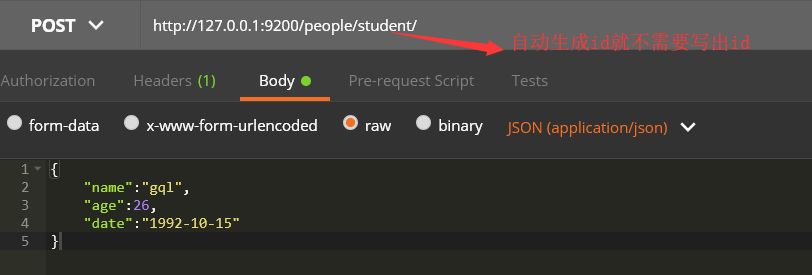 POST http://127.0.0.1:9200/people/student/
自动生成id就不需要写出id
Authorization Headers (1) Body Pre-request Script Tests
form-data x-www-form-urlencoded raw binary JSON (application/json)
1 {
2 "name":"gql",
3 "age":26,
4 "date":"1992-10-15"
5 }